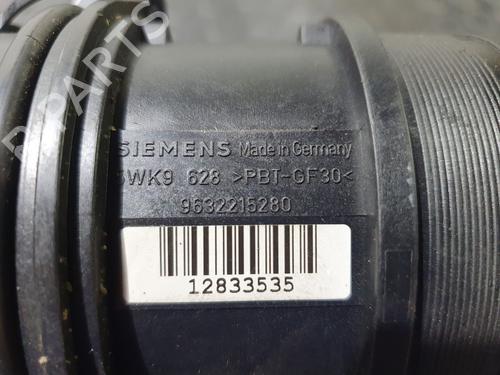 SIEMENS Made in Germany
5WK9 628 >PBT-GF30<
9632215280
12833535